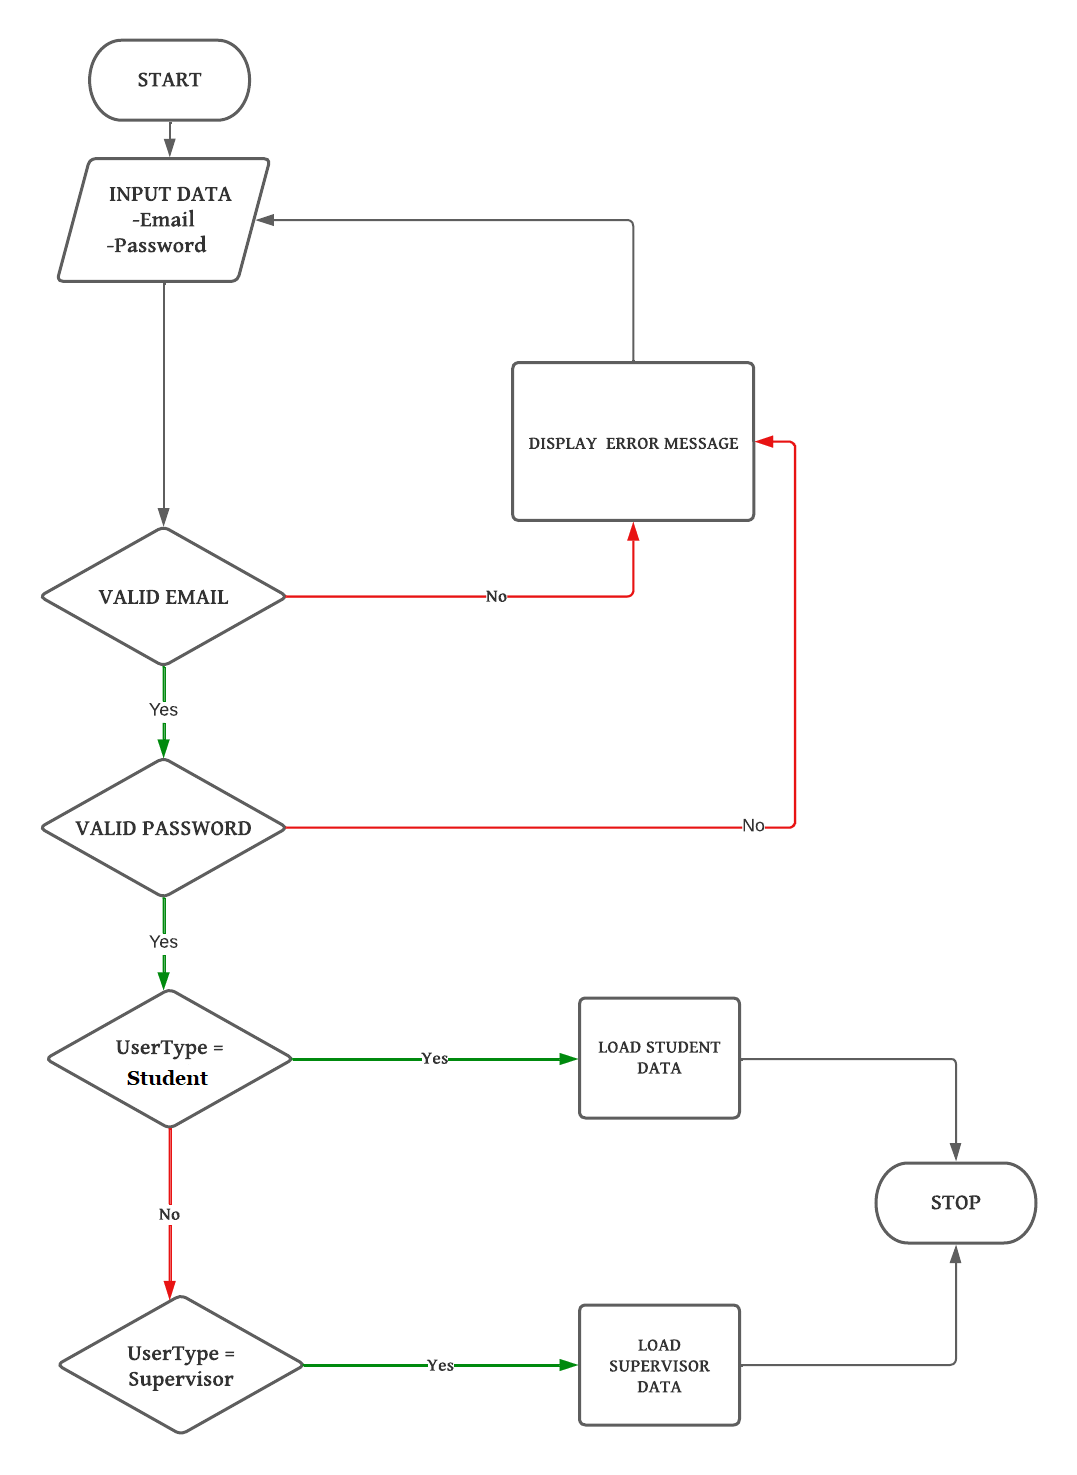 START
INPUT DATA
-Email
-Password
DISPLAY ERROR MESSAGE
VALID EMAIL
No
Yes
VALID PASSWORD
No
Yes
UserType =
Student
Yes
LOAD STUDENT
DATA
No
STOP
UserType =
Supervisor
Yes
LOAD
SUPERVISOR
DATA